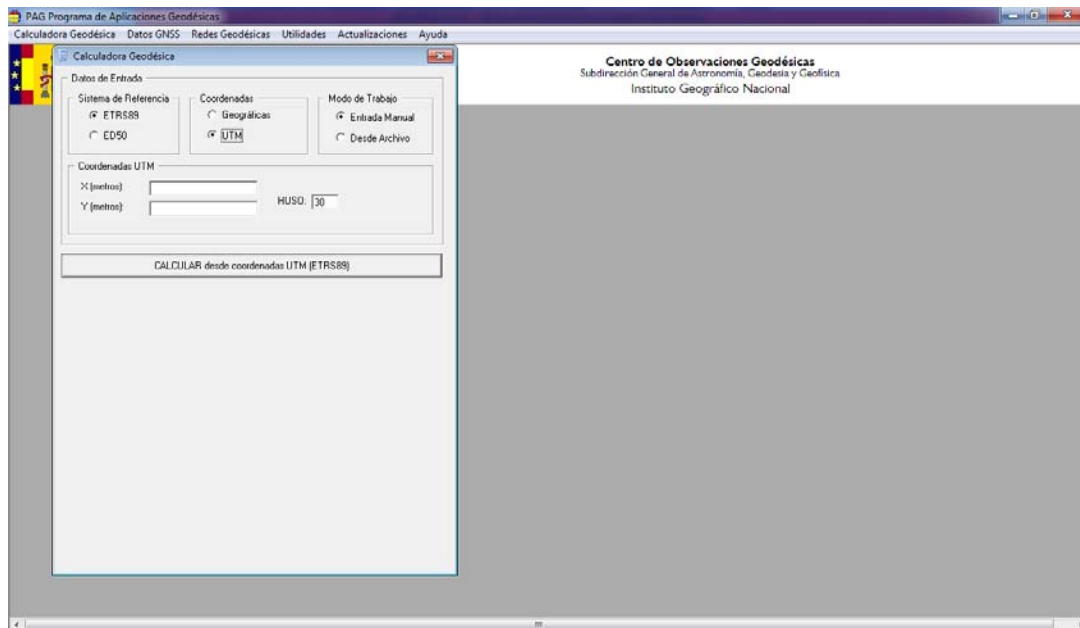 PAG Programa de Aplicaciones Geodésicas
Calculadora Geodésica Datos GNSS Redes Geodésicas Utilidades Actualizaciones Ayuda
Centro de Observaciones Geodésicas
Subdirección General de Astronomía, Geodesia y Geofísica
Instituto Geográfico Nacional
Calculadora Geodésica
Datos de Entrada
Sistema de Referencia Coordenadas Modo de Trabajo
ETRS89 Geográficas Entrada Manual
ED50 UTM Desde Archivo
Coordenadas UTM
X (metros):
Y (metros):
HUSO: 30
CALCULAR desde coordenadas UTM (ETRS89)